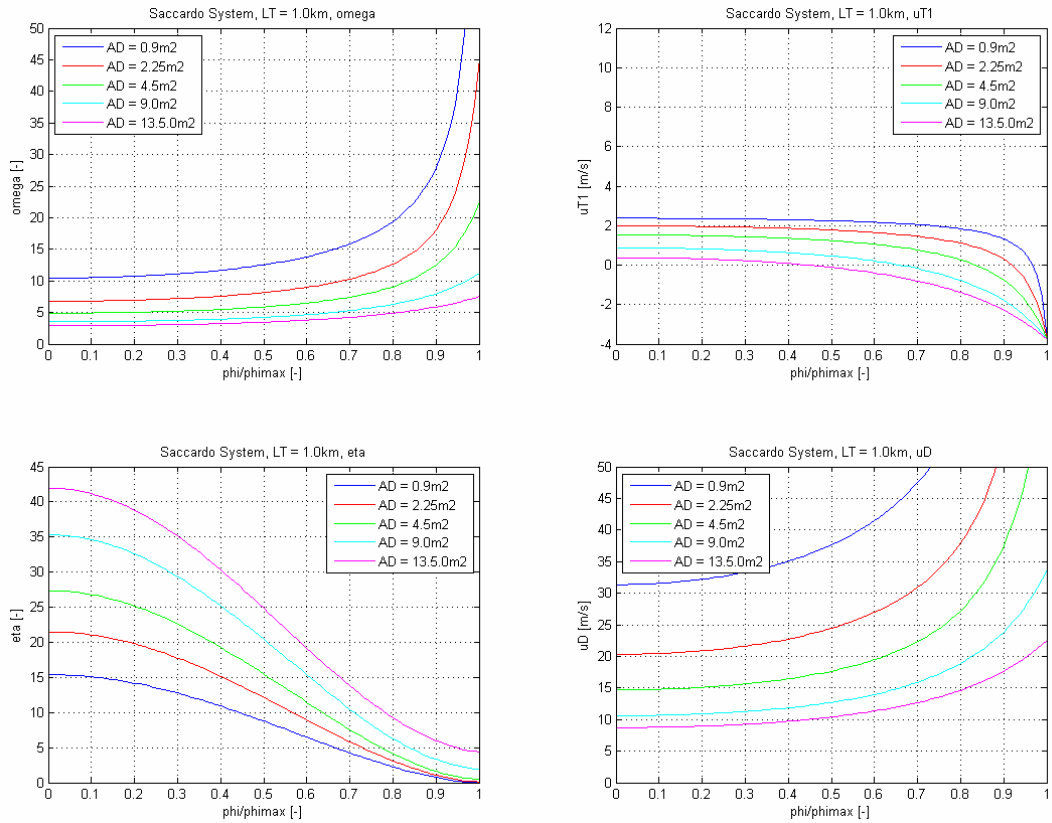 Saccardo System, LT = 1.0km, omega
50
45
40
35
30
25
20
15
10
5
0
omega [-]
AD = 0.9m2
AD = 2.25m2
AD = 4.5m2
AD = 9.0m2
AD = 13.5.0m2
0 0.1 0.2 0.3 0.4 0.5 0.6 0.7 0.8 0.9 1
phi/phimax [-]
Saccardo System, LT = 1.0km, uT1
12
10
8
6
4
2
0
-2
-4
uT1 [m/s]
AD = 0.9m2
AD = 2.25m2
AD = 4.5m2
AD = 9.0m2
AD = 13.5.0m2
0 0.1 0.2 0.3 0.4 0.5 0.6 0.7 0.8 0.9 1
phi/phimax [-]
Saccardo System, LT = 1.0km, eta
45
40
35
30
25
20
15
10
5
0
eta [-]
AD = 0.9m2
AD = 2.25m2
AD = 4.5m2
AD = 9.0m2
AD = 13.5.0m2
0 0.1 0.2 0.3 0.4 0.5 0.6 0.7 0.8 0.9 1
phi/phimax [-]
Saccardo System, LT = 1.0km, uD
50
45
40
35
30
25
20
15
10
5
0
uD [m/s]
AD = 0.9m2
AD = 2.25m2
AD = 4.5m2
AD = 9.0m2
AD = 13.5.0m2
0 0.1 0.2 0.3 0.4 0.5 0.6 0.7 0.8 0.9 1
phi/phimax [-]